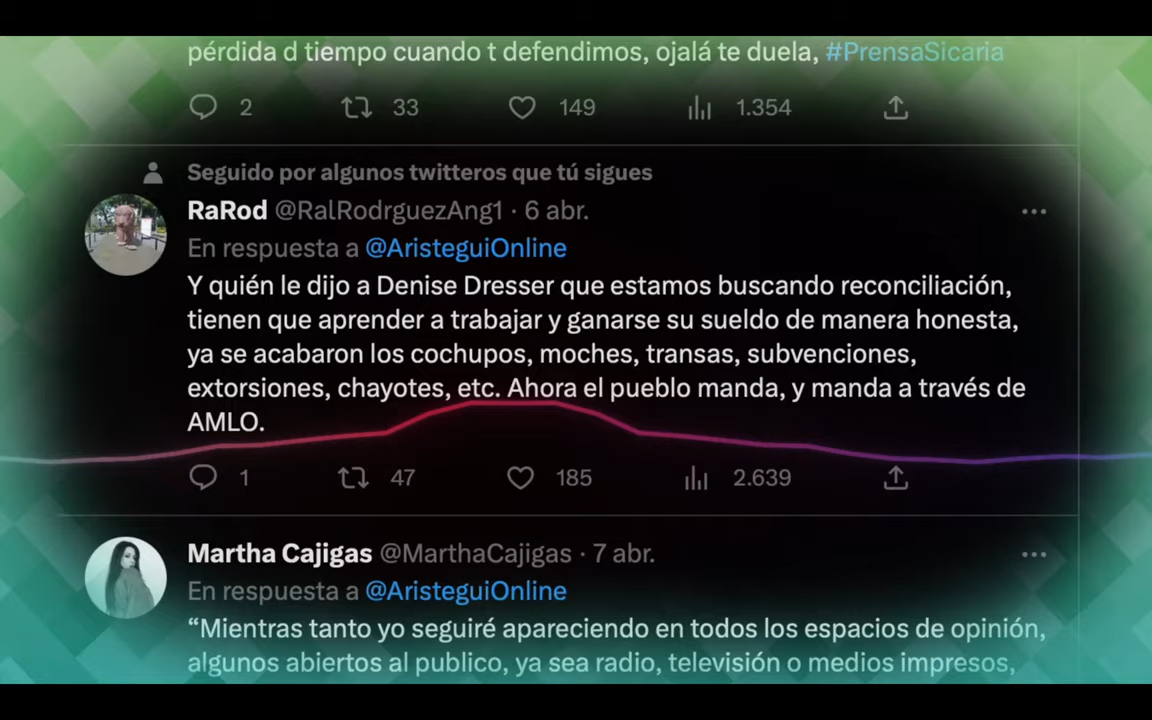 pérdida d tiempo cuando t defendimos, ojalá te duela, #PrensaSicaria
2 33 149 1.354
Seguido por algunos twitteros que tú sigues
RaRod @RalRodrguezAng1 · 6 abr.
En respuesta a @AristeguiOnline
Y quién le dijo a Denise Dresser que estamos buscando reconciliación,
tienen que aprender a trabajar y ganarse su sueldo de manera honesta,
ya se acabaron los cochupos, moches, transas, subvenciones,
extorsiones, chayotes, etc. Ahora el pueblo manda, y manda a través de
AMLO.
1 47 185 2.639
Martha Cajigas @MarthaCajigas · 7 abr.
En respuesta a @AristeguiOnline
“Mientras tanto yo seguiré apareciendo en todos los espacios de opinión,
algunos abiertos al publico, ya sea radio, televisión o medios impresos,